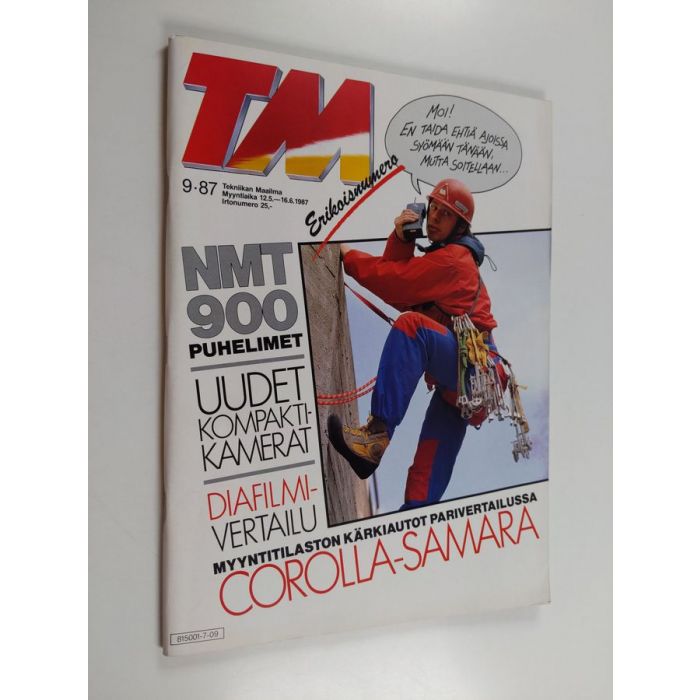 TM
MOI!
EN TAIDA EHTIÄ AJOISSA
SYÖMÄÄN TÄNÄÄN,
MUTTA SOITELLAAN...
9·87
Tekniikan Maailma
Myyntiaika 12.5.—16.6.1987
Irtonumero 25,-
Erikoisnumero
NMT
900
PUHELIMET
UUDET
KOMPAKTI-
KAMERAT
DIAFILMI-
VERTAILU
MYYNTITILASTON KÄRKIAUTOT PARIVERTAILUSSA
COROLLA-SAMARA
815001-7-09